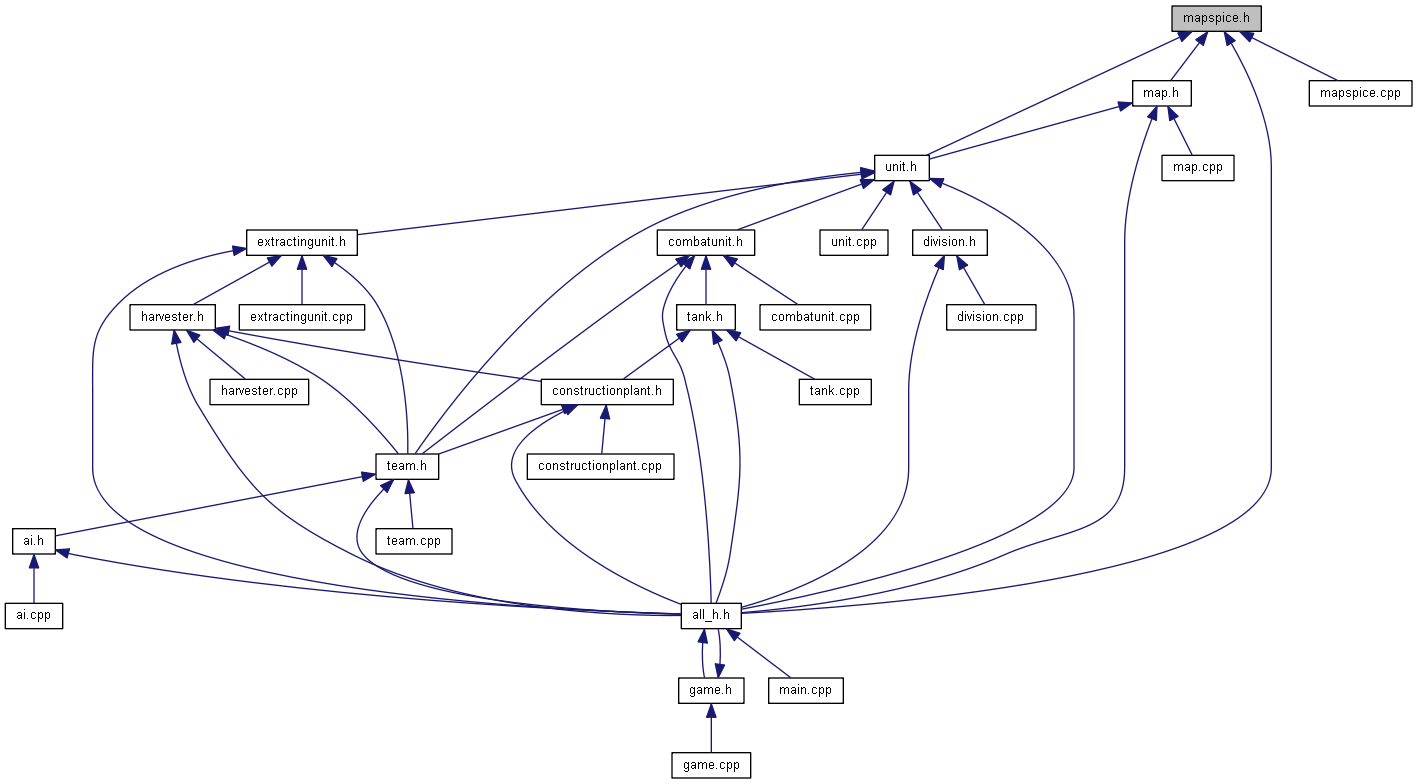 mapspice.h
map.h
mapspice.cpp
unit.h
map.cpp
extractingunit.h
combatunit.h
unit.cpp
division.h
harvester.h
extractingunit.cpp
tank.h
combatunit.cpp
division.cpp
harvester.cpp
constructionplant.h
tank.cpp
team.h
constructionplant.cpp
ai.h
team.cpp
ai.cpp
all_h.h
game.h
main.cpp
game.cpp